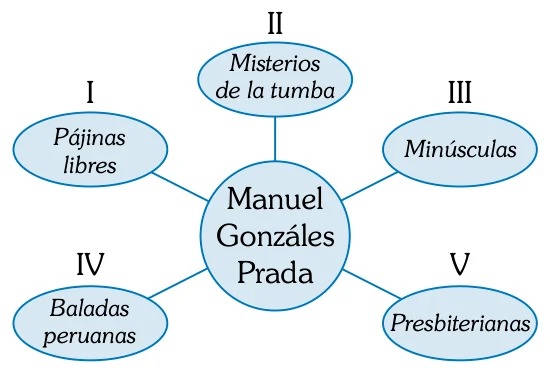 II
Misterios
de la tumba
I
Pájinas
libres
III
Minúsculas
Manuel
Gonzáles
Prada
IV
Baladas
peruanas
V
Presbiterianas